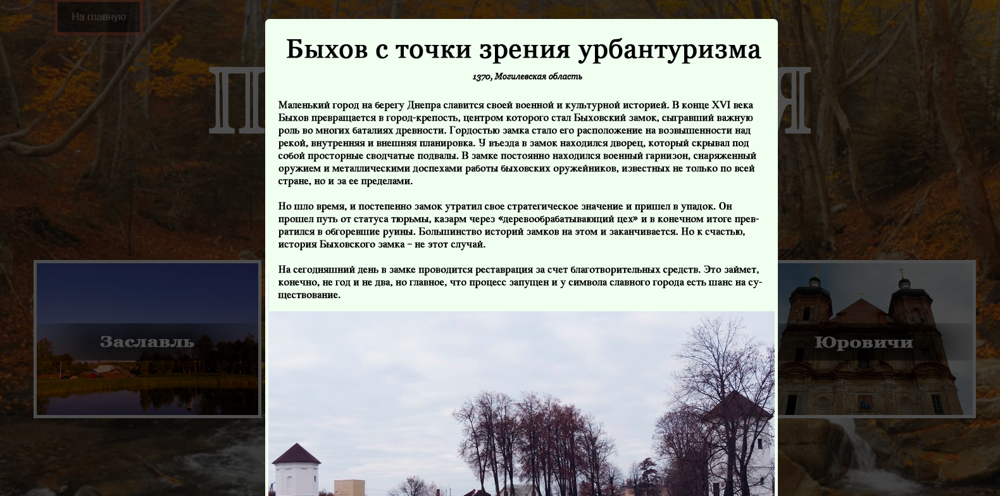 На главную
Быхов с точки зрения урбантуризма
1370, Могилевская область
Маленький город на берегу Днепра славится своей военной и культурной историей. В конце XVI века
Быхов превращается в город-крепость, центром которого стал Быховский замок, сыгравший важную
роль во многих баталиях древности. Гордостью замка стало его расположение на возвышенности над
рекой, внутренняя и внешняя планировка. У въезда в замок находился дворец, который скрывал под
собой просторные сводчатые подвалы. В замке постоянно находился военный гарнизон, снаряженный
оружием и металлическими доспехами работы быховских оружейников, известных не только по всей
стране, но и за ее пределами.
Но шло время, и постепенно замок утратил свое стратегическое значение и пришел в упадок. Он
прошел путь от статуса тюрьмы, казарм через «деревообрабатывающий цех» и в конечном итоге прев-
ратился в обгоревшие руины. Большинство историй замков на этом и заканчивается. Но к счастью,
история Быховского замка – не этот случай.
На сегодняшний день в замке проводится реставрация за счет благотворительных средств. Это займет,
конечно, не год и не два, но главное, что процесс запущен и у символа славного города есть шанс на су-
ществование.
Заславль
Юровичи